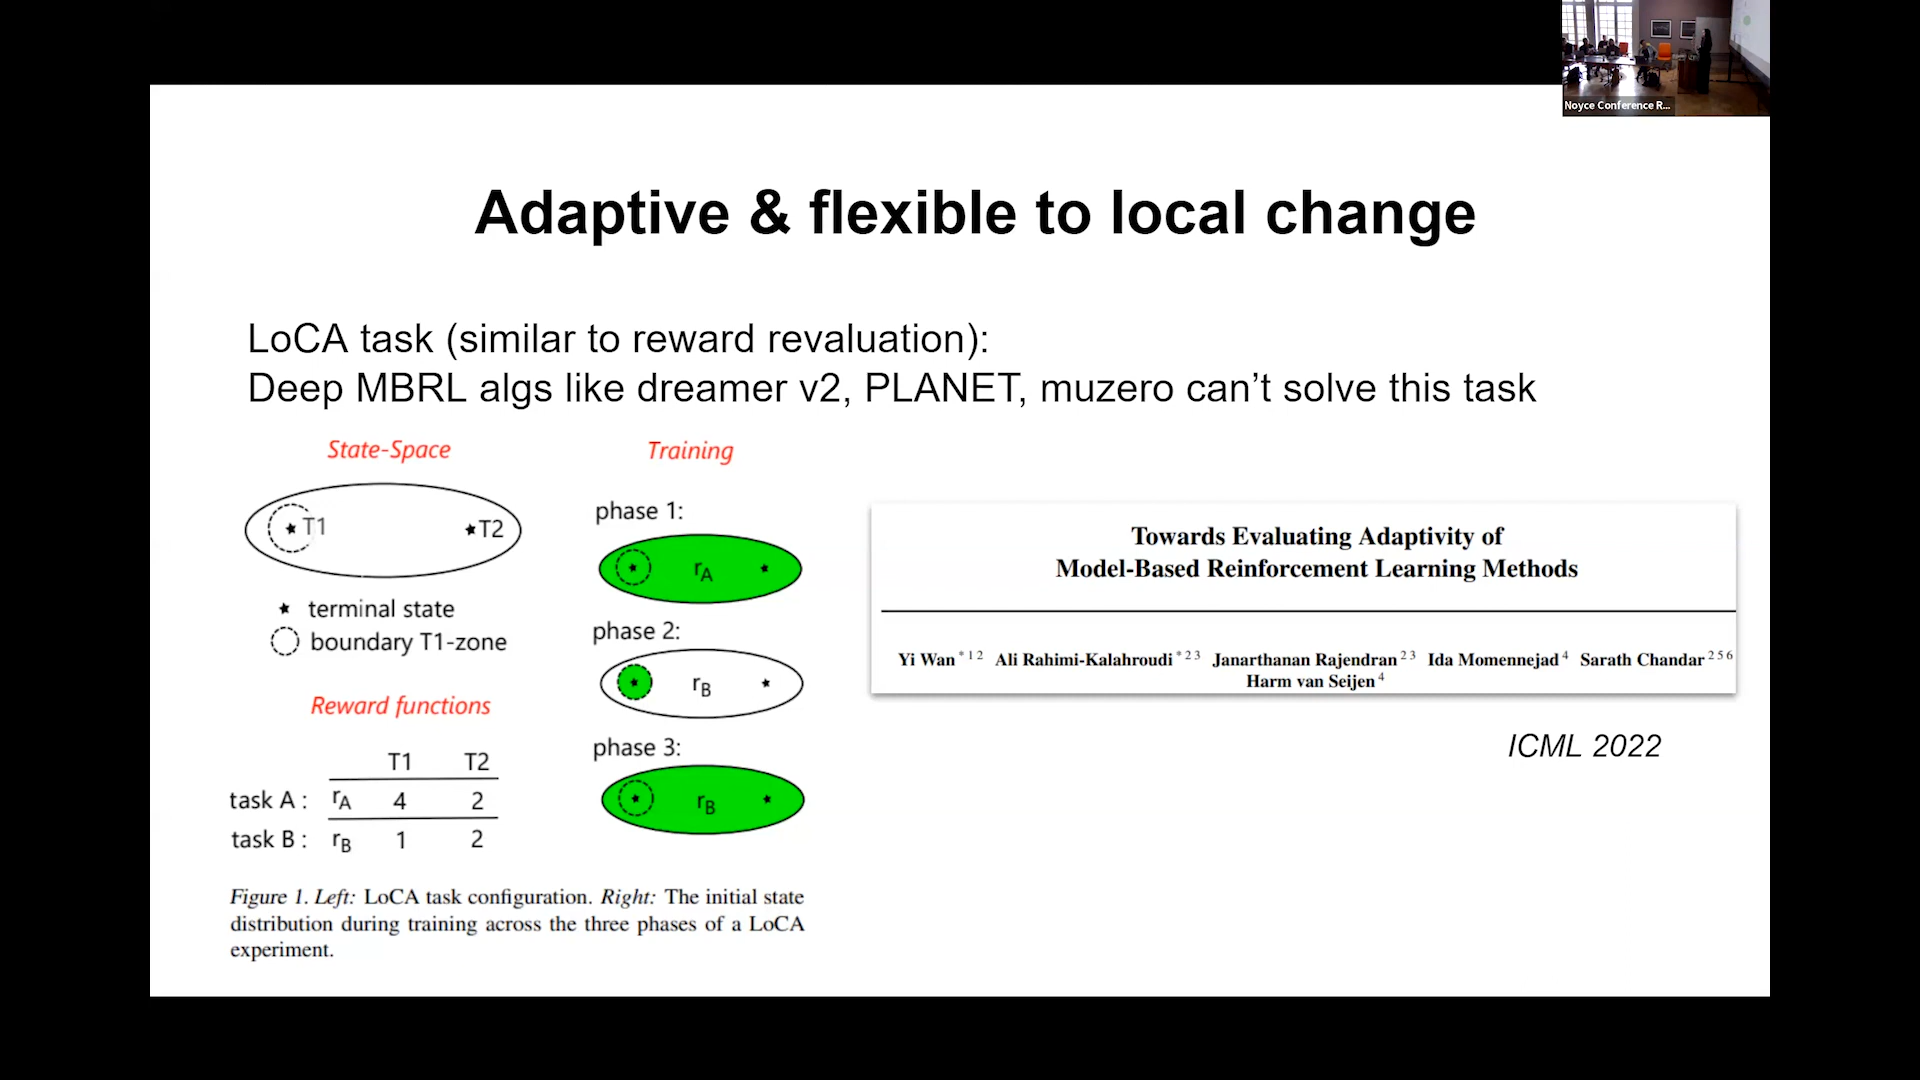 Noyce Conference R...
Adaptive & flexible to local change
LoCA task (similar to reward revaluation):
Deep MBRL algs like dreamer v2, PLANET, muzero can't solve this task
State-Space
T1
T2
terminal state
boundary T1-zone
Reward functions
T1 T2
task A : rA 4 2
task B : rB 1 2
Training
phase 1:
rA
phase 2:
rB
phase 3:
rB
Figure 1. Left: LoCA task configuration. Right: The initial state
distribution during training across the three phases of a LoCA
experiment.
Towards Evaluating Adaptivity of
Model-Based Reinforcement Learning Methods
Yi Wan * 1 2 Ali Rahimi-Kalahroudi * 2 3 Janarthanan Rajendran 2 3 Ida Momennejad 4 Sarath Chandar 2 5 6
Harm van Seijen 4
ICML 2022